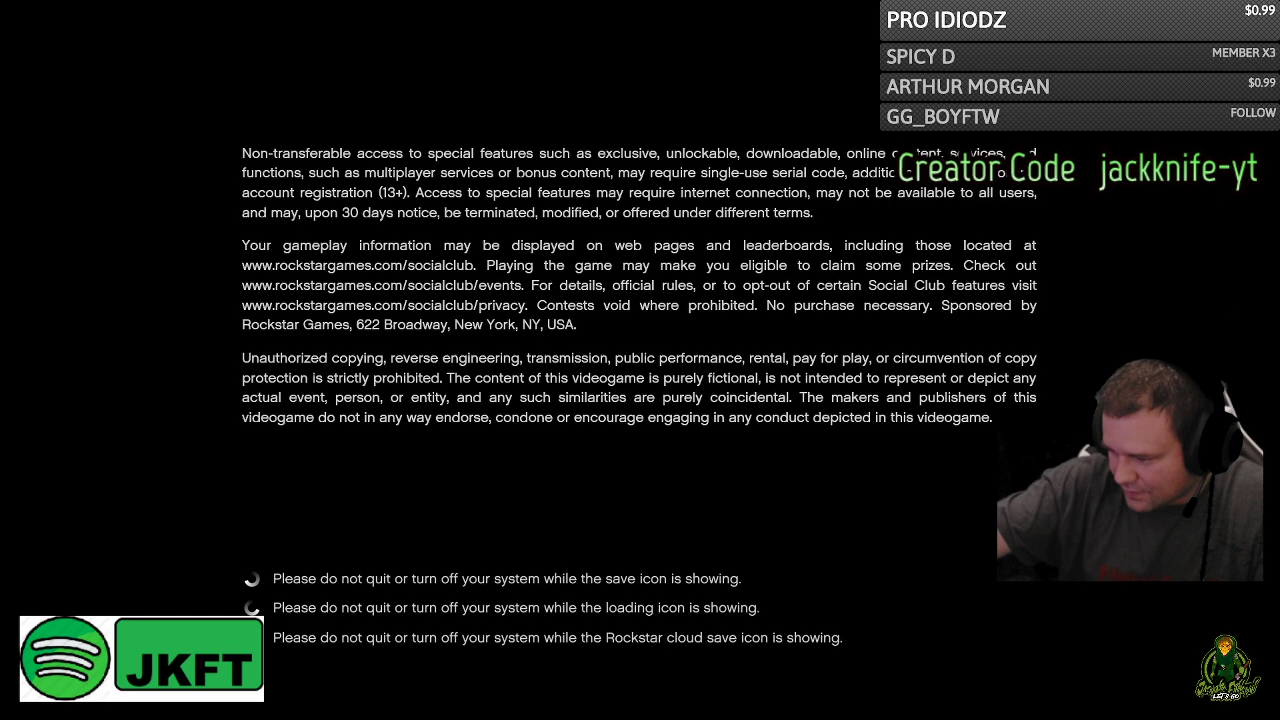 PRO IDIODZ $0.99
SPICY D MEMBER X3
ARTHUR MORGAN $0.99
GG_BOYFTW FOLLOW
Creator Code jackknife-yt
Non-transferable access to special features such as exclusive, unlockable, downloadable, online
functions, such as multiplayer services or bonus content, may require single-use serial code,
account registration (13+). Access to special features may require internet connection, may not be available to all users,
and may, upon 30 days notice, be terminated, modified, or offered under different terms.
Your gameplay information may be displayed on web pages and leaderboards, including those located at
www.rockstargames.com/socialclub. Playing the game may make you eligible to claim some prizes. Check out
www.rockstargames.com/socialclub/events. For details, official rules, or to opt-out of certain Social Club features visit
www.rockstargames.com/socialclub/privacy. Contests void where prohibited. No purchase necessary. Sponsored by
Rockstar Games, 622 Broadway, New York, NY, USA.
Unauthorized copying, reverse engineering, transmission, public performance, rental, pay for play, or circumvention of copy
protection is strictly prohibited. The content of this videogame is purely fictional, is not intended to represent or depict any
actual event, person, or entity, and any such similarities are purely coincidental. The makers and publishers of this
videogame do not in any way endorse, condone or encourage engaging in any conduct depicted in this videogame.
Please do not quit or turn off your system while the save icon is showing.
Please do not quit or turn off your system while the loading icon is showing.
Please do not quit or turn off your system while the Rockstar cloud save icon is showing.
JKFT
LET'S GO